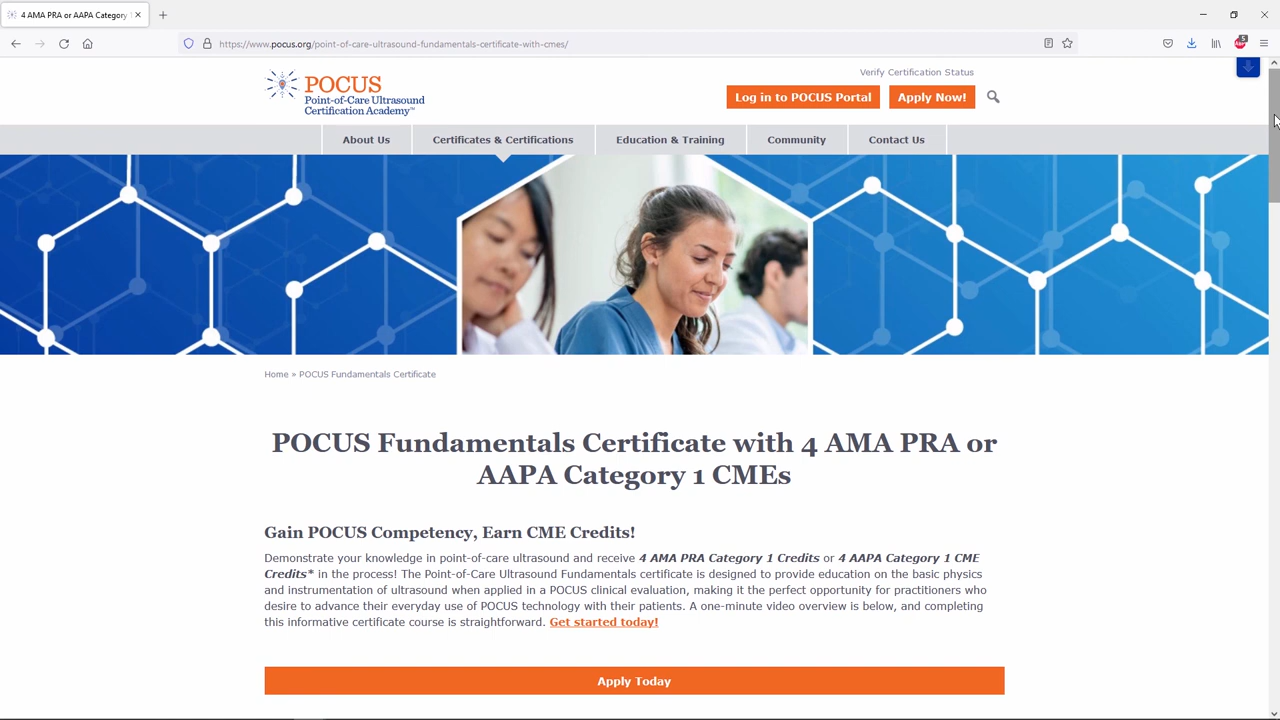 4 AMA PRA or AAPA Category
https://www.pocus.org/point-of-care-ultrasound-fundamentals-certificate-with-cmes/
5
Verify Certification Status
POCUS
Point-of-Care Ultrasound
Certification Academy™
Log in to POCUS Portal
Apply Now!
About Us
Certificates & Certifications
Education & Training
Community
Contact Us
Home » POCUS Fundamentals Certificate
POCUS Fundamentals Certificate with 4 AMA PRA or
AAPA Category 1 CMEs
Gain POCUS Competency, Earn CME Credits!
Demonstrate your knowledge in point-of-care ultrasound and receive 4 AMA PRA Category 1 Credits or 4 AAPA Category 1 CME
Credits* in the process! The Point-of-Care Ultrasound Fundamentals certificate is designed to provide education on the basic physics
and instrumentation of ultrasound when applied in a POCUS clinical evaluation, making it the perfect opportunity for practitioners who
desire to advance their everyday use of POCUS technology with their patients. A one-minute video overview is below, and completing
this informative certificate course is straightforward. Get started today!
Apply Today